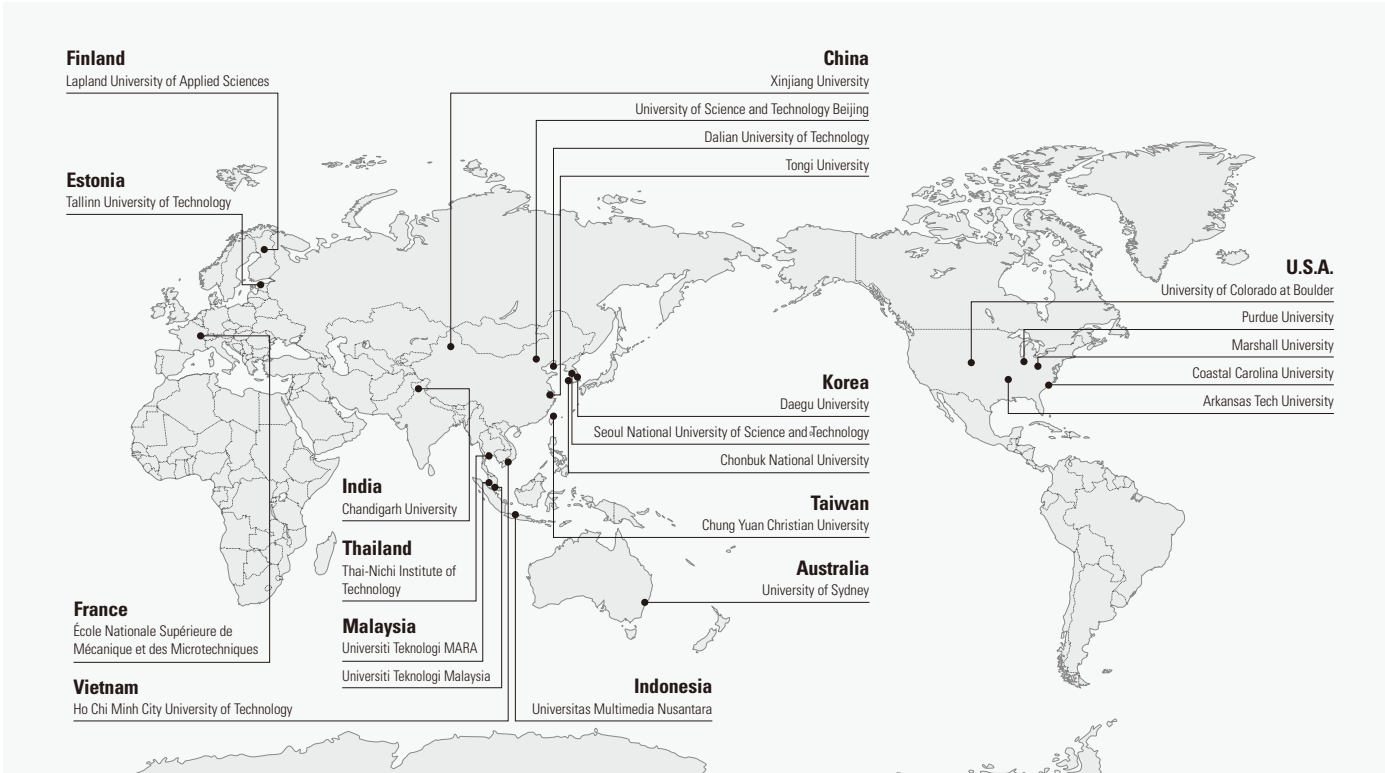 Finland
Lapland University of Applied Sciences
Estonia
Tallinn University of Technology
China
Xinjiang University
University of Science and Technology Beijing
Dalian University of Technology
Tongi University
U.S.A.
University of Colorado at Boulder
Purdue University
Marshall University
Coastal Carolina University
Arkansas Tech University
Korea
Daegu University
Seoul National University of Science and Technology
Chonbuk National University
India
Chandigarh University
Taiwan
Chung Yuan Christian University
Thailand
Thai-Nichi Institute of
Technology
Australia
University of Sydney
France
École Nationale Supérieure de
Mécanique et des Microtechniques
Malaysia
Universiti Teknologi MARA
Universiti Teknologi Malaysia
Vietnam
Ho Chi Minh City University of Technology
Indonesia
Universitas Multimedia Nusantara